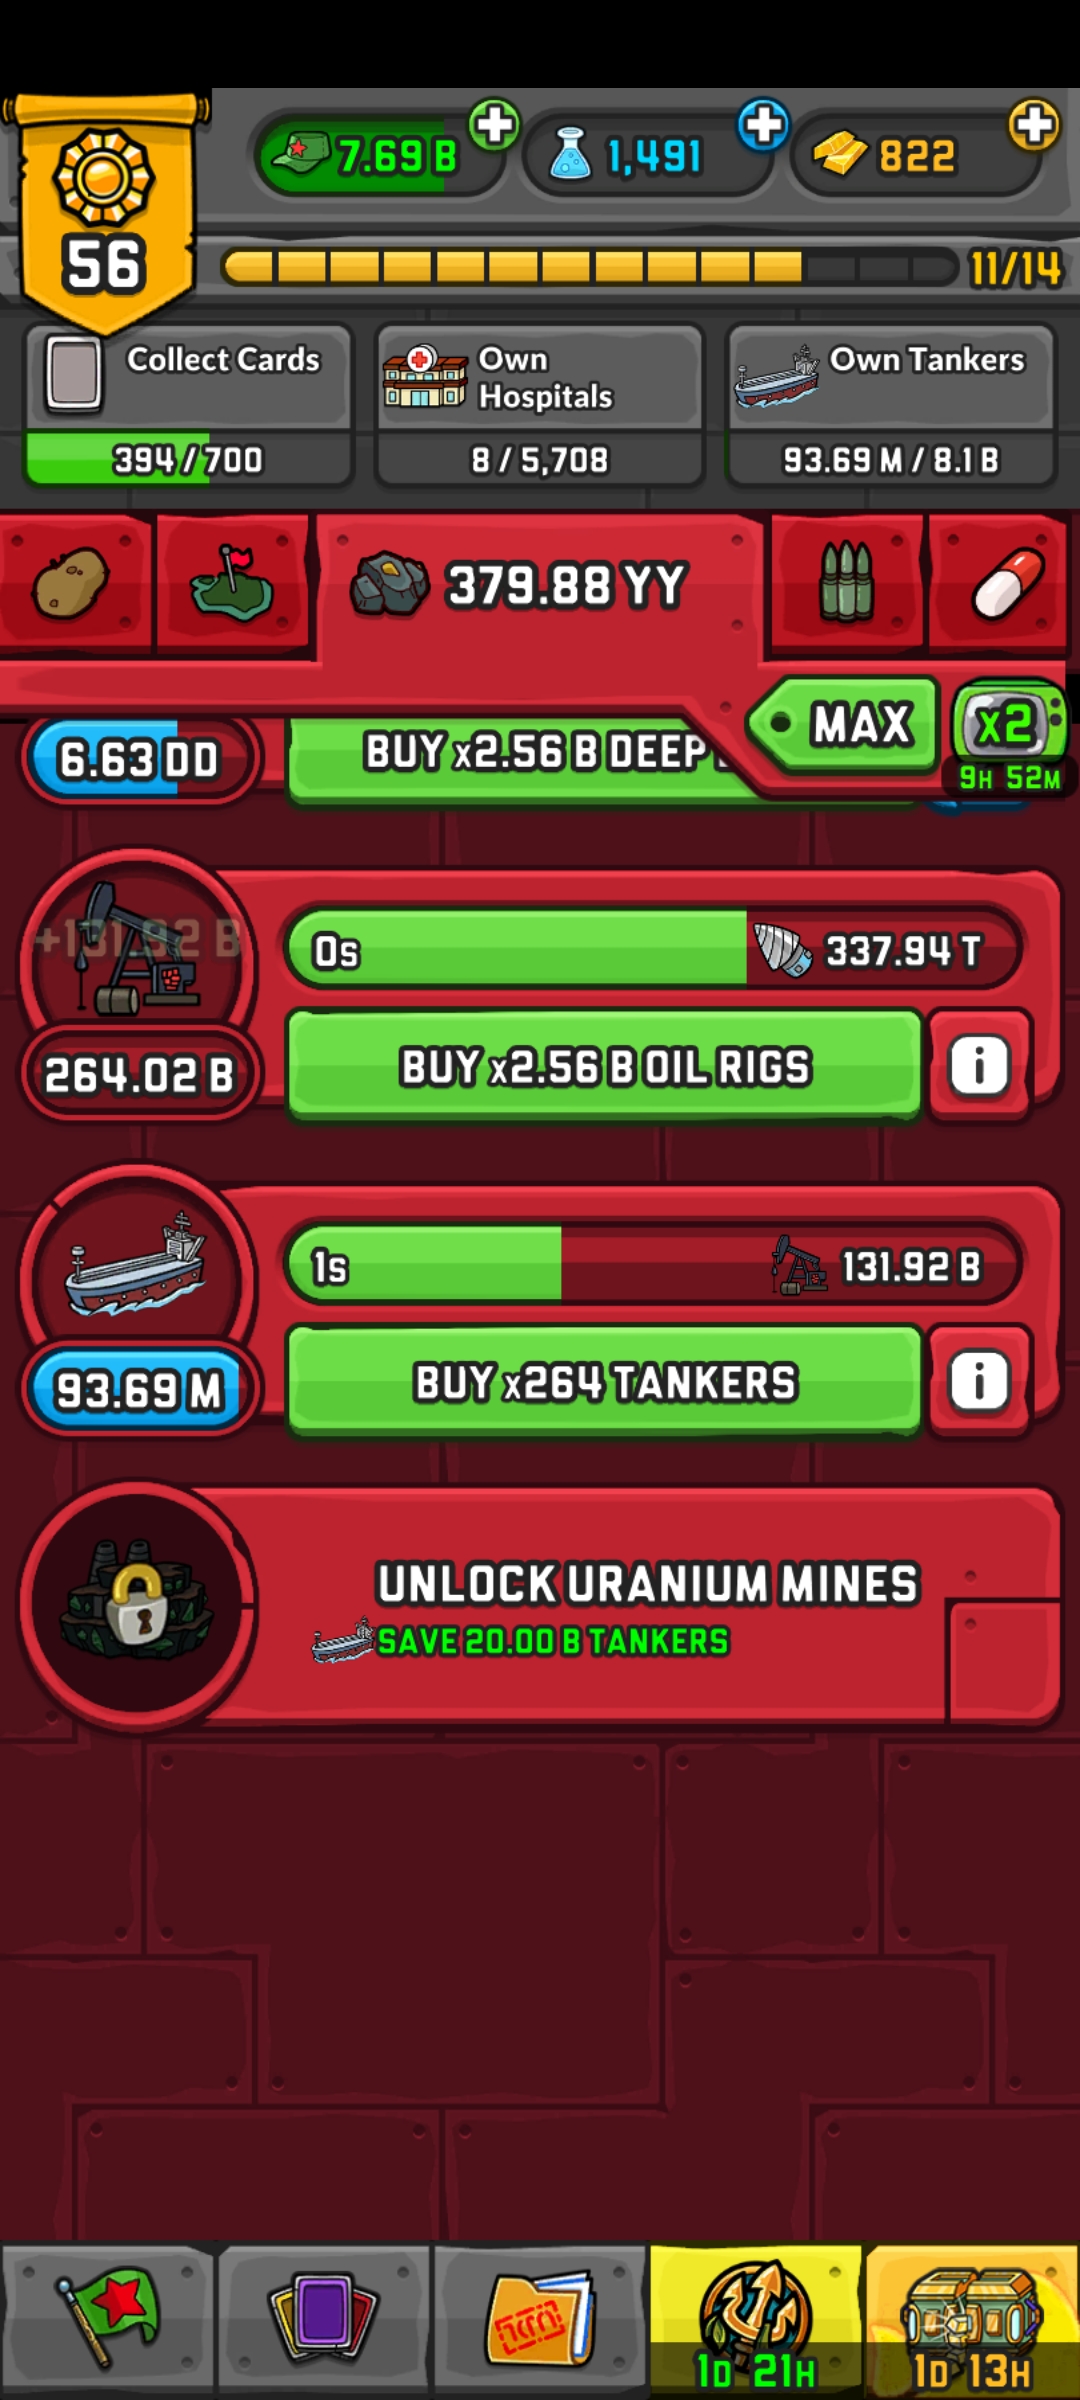 56
7.69 B
1,491
822
11/14
Collect Cards
394 / 700
Own
Hospitals
8 / 5,708
Own Tankers
93.69 M / 8.1 B
379.88 YY
MAX
x2
9H 52M
6.63 DD
BUY x2.56 B DEEP
+131.92 B
0s
337.94 T
264.02 B
BUY x2.56 B OIL RIGS
i
1s
131.92 B
93.69 M
BUY x264 TANKERS
i
UNLOCK URANIUM MINES
SAVE 20.00 B TANKERS
1D 21H
1D 13H